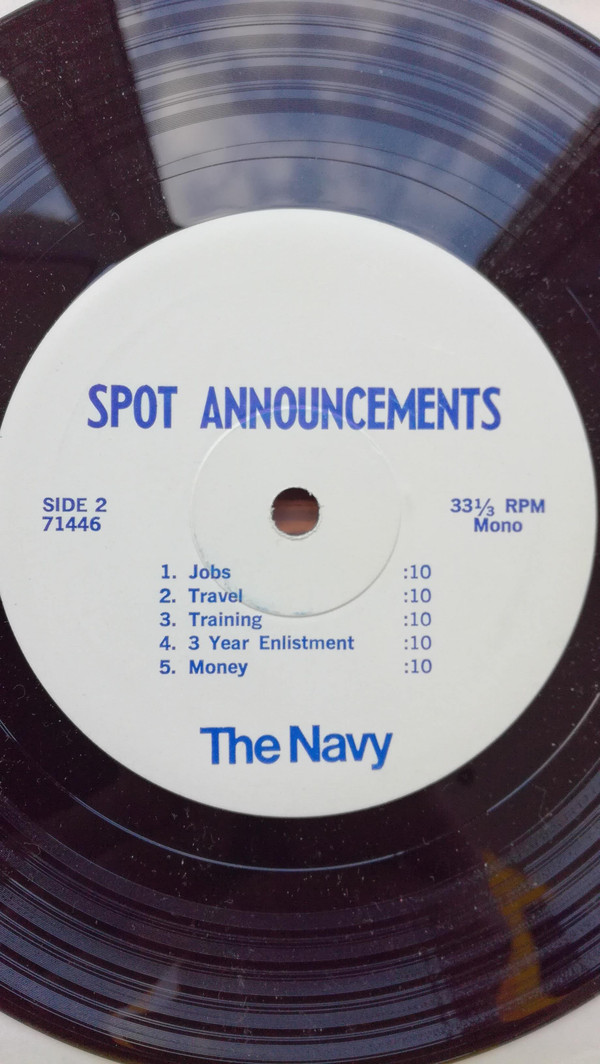 SPOT ANNOUNCEMENTS
SIDE 2
71446
33⅓ RPM
Mono
1. Jobs :10
2. Travel :10
3. Training :10
4. 3 Year Enlistment :10
5. Money :10
The Navy